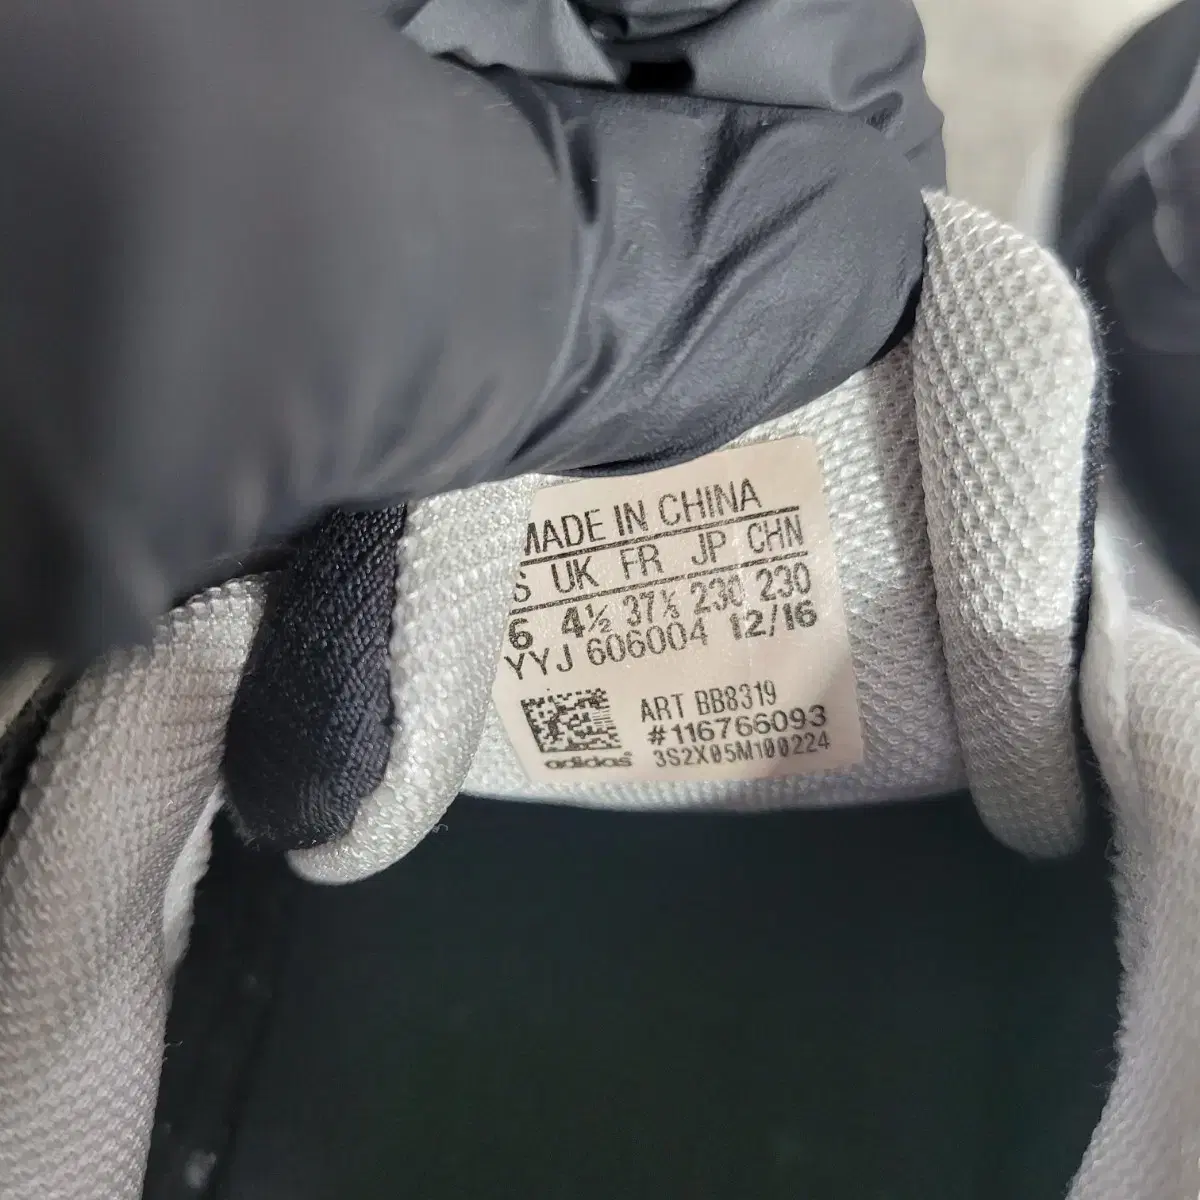 MADE IN CHINA
S UK FR JP CHN
6 4½ 37⅓ 230 230
YYJ 606004 12/16
ART BB8319
#116766093
adidas 3S2X05M100224